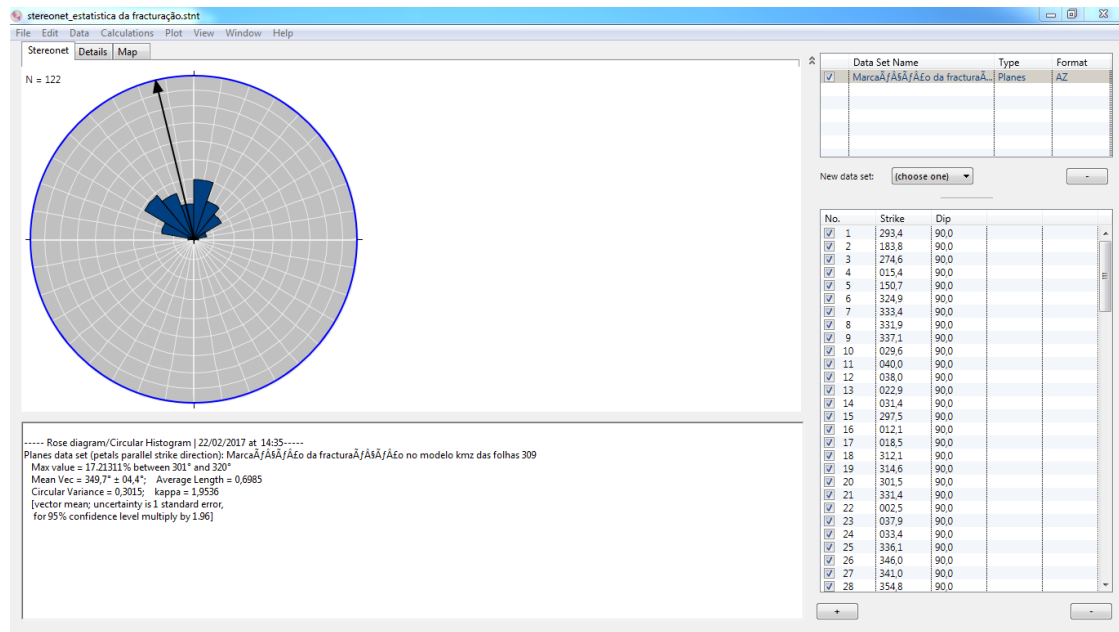 stereonet_estatistica da fracturação.stnt
File Edit Data Calculations Plot View Window Help
Stereonet Details Map
N = 122
----- Rose diagram/Circular Histogram | 22/02/2017 at 14:35-----
Planes data set (petals parallel strike direction): MarcaÃƒÂ§ÃƒÂ£o da fracturaÃƒÂ§ÃƒÂ£o no modelo kmz das folhas 309
Max value = 17.21311% between 301° and 320°
Mean Vec = 349,7° ± 04,4°; Average Length = 0,6985
Circular Variance = 0,3015; kappa = 1,9536
[vector mean; uncertainty is 1 standard error,
for 95% confidence level multiply by 1.96]
Data Set Name Type Format
MarcaÃƒÂ§ÃƒÂ£o da fracturaÃ... Planes AZ
New data set: (choose one) -
No. Strike Dip
1 293,4 90,0
2 183,8 90,0
3 274,6 90,0
4 015,4 90,0
5 150,7 90,0
6 324,9 90,0
7 333,4 90,0
8 331,9 90,0
9 337,1 90,0
10 029,6 90,0
11 040,0 90,0
12 038,0 90,0
13 022,9 90,0
14 031,4 90,0
15 297,5 90,0
16 012,1 90,0
17 018,5 90,0
18 312,1 90,0
19 314,6 90,0
20 301,5 90,0
21 331,4 90,0
22 002,5 90,0
23 037,9 90,0
24 033,4 90,0
25 336,1 90,0
26 346,0 90,0
27 341,0 90,0
28 354,8 90,0
+ -